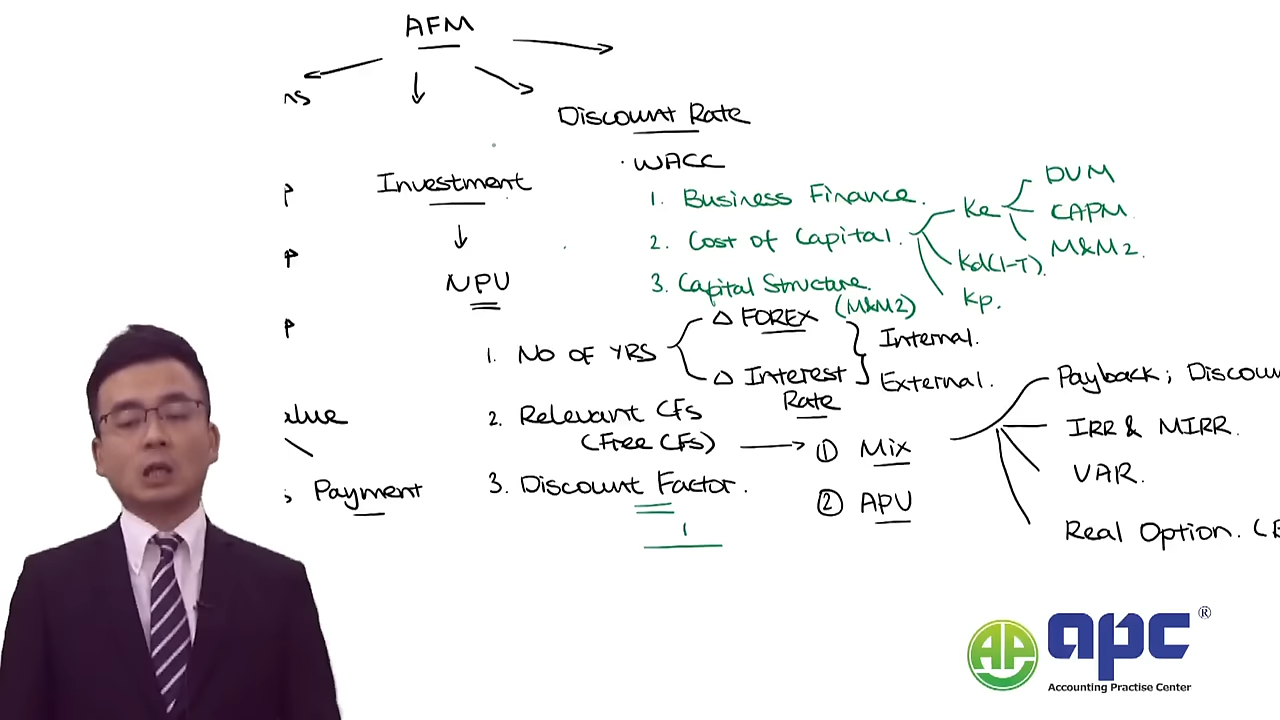 AFM
Discount Rate
· WACC
Investment
NPV
1. Business Finance.
2. Cost of Capital.
3. Capital Structure.
(M&M2)
Ke
DVM
CAPM
M&M2.
Kd(1-T).
Kp.
1. No OF YRS
△ FOREX
△ Interest Rate
Internal.
External.
2. Relevant CFs
(Free CFs)
① Mix
② APV
3. Discount Factor.
1
Payback; Discou
IRR & MIRR.
VAR.
Real Option. (
Payment
apc®
AP
Accounting Practise Center